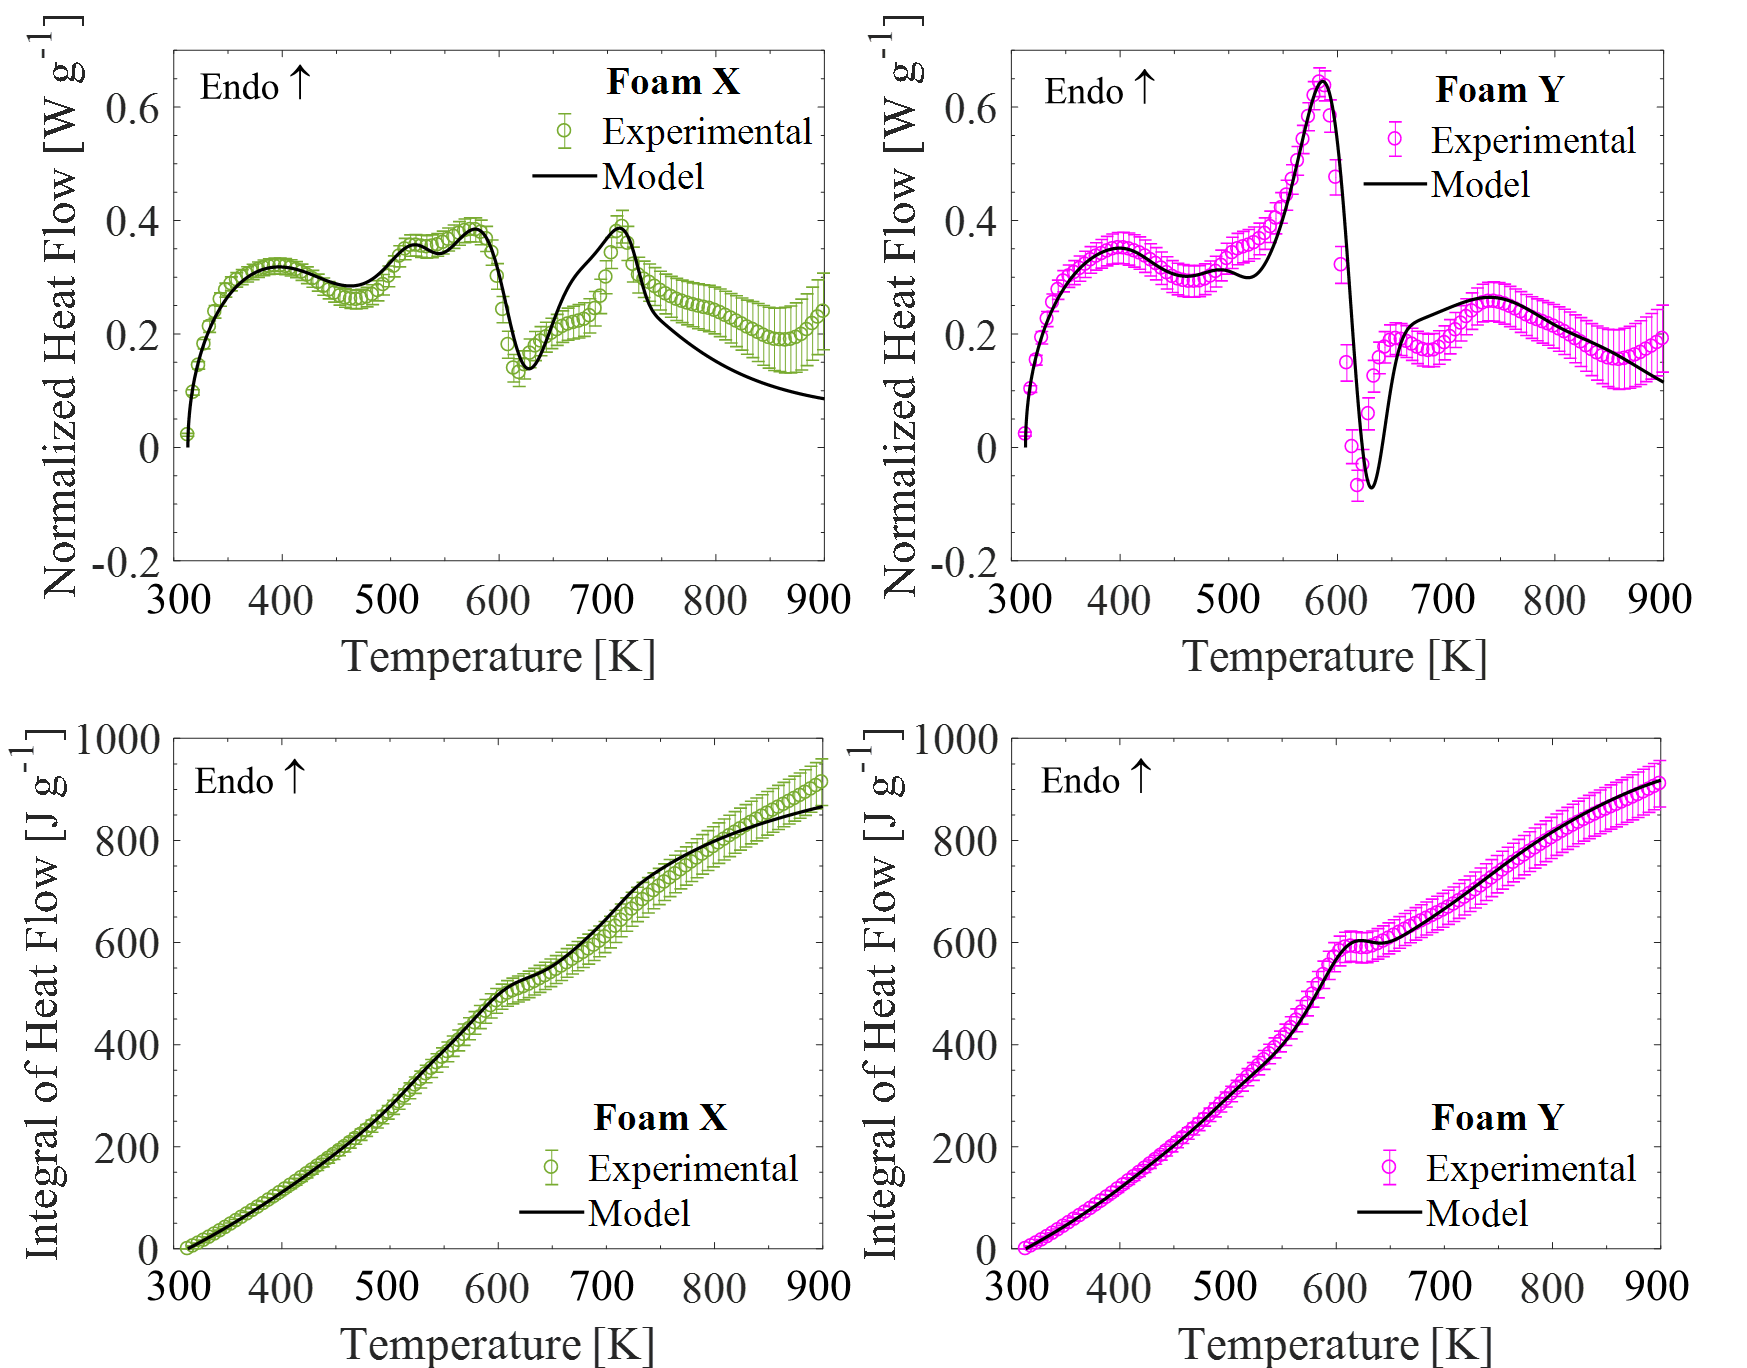 Normalized Heat Flow [W g-1]
Endo ↑
Foam X
Experimental
Model
0.6
0.4
0.2
0
-0.2
300 400 500 600 700 800 900
Temperature [K]
Normalized Heat Flow [W g-1]
Endo ↑
Foam Y
Experimental
Model
0.6
0.4
0.2
0
-0.2
300 400 500 600 700 800 900
Temperature [K]
Integral of Heat Flow [J g-1]
Endo ↑
1000
800
600
400
200
0
Foam X
Experimental
Model
300 400 500 600 700 800 900
Temperature [K]
Integral of Heat Flow [J g-1]
Endo ↑
1000
800
600
400
200
0
Foam Y
Experimental
Model
300 400 500 600 700 800 900
Temperature [K]